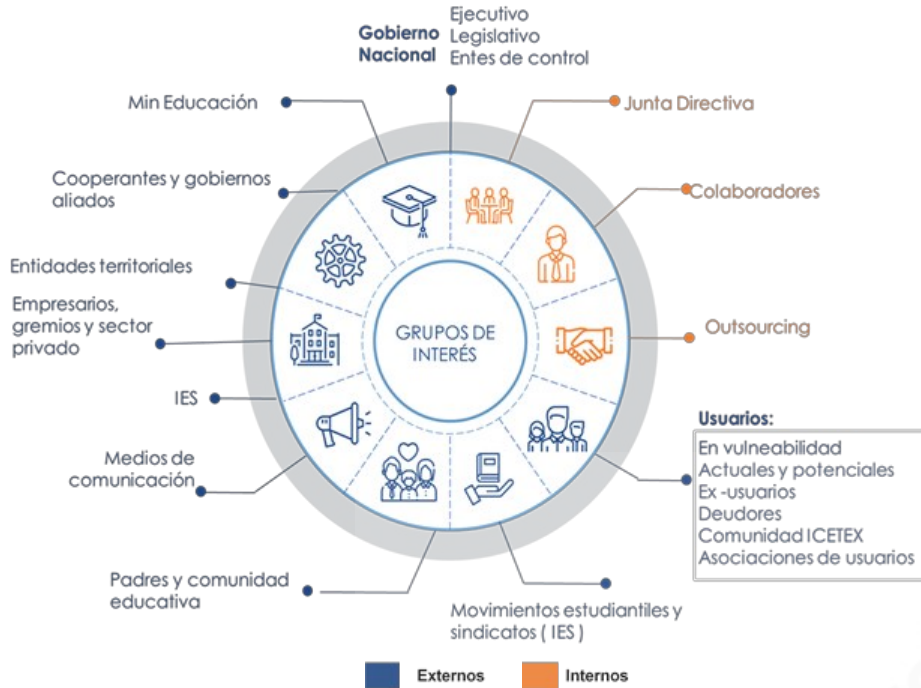 Gobierno
Nacional
Ejecutivo
Legislativo
Entes de control
Min Educación
Junta Directiva
Cooperantes y gobiernos
aliados
Colaboradores
Entidades territoriales
Empresarios,
gremios y sector
privado
GRUPOS DE
INTERÉS
Outsourcing
IES
Usuarios:
En vulneabilidad
Actuales y potenciales
Ex -usuarios
Deudores
Comunidad ICETEX
Asociaciones de usuarios
Medios de
comunicación
Padres y comunidad
educativa
Movimientos estudiantiles y
sindicatos ( IES )
Externos
Internos